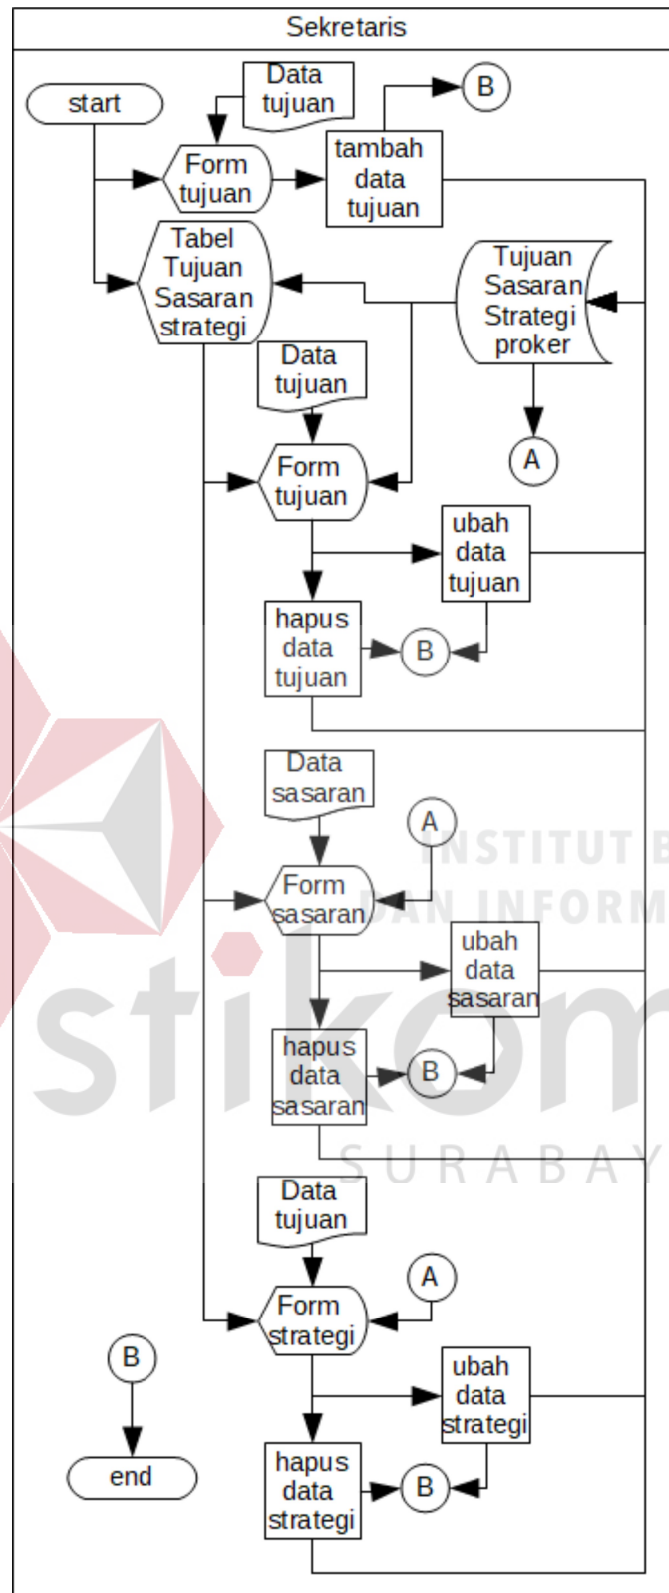 Sekretaris
start
Data
tujuan
B
Form
tujuan
tambah
data
tujuan
Tabel
Tujuan
Sasaran
strategi
Tujuan
Sasaran
Strategi
proker
Data
tujuan
A
Form
tujuan
ubah
data
tujuan
hapus
data
tujuan
B
Data
sasaran
A
INSTITUT B
DAN INFORM
Form
sasaran
ubah
data
sasaran
stikom
hapus
data
sasaran
B
SURABAY
Data
tujuan
A
Form
strategi
B
ubah
data
strategi
end
hapus
data
strategi
B